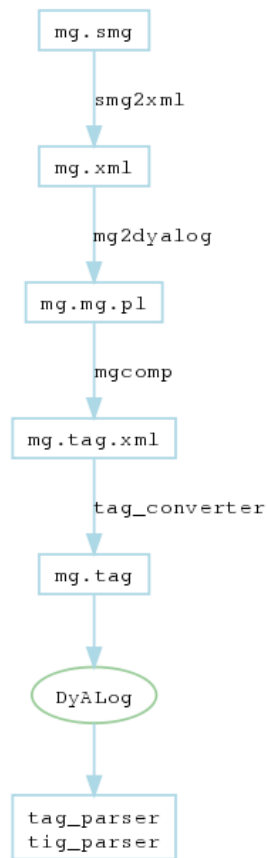 mg.smg
smg2xml
mg.xml
mg2dyalog
mg.mg.pl
mgcomp
mg.tag.xml
tag_converter
mg.tag
DyALog
tag_parser
tig_parser